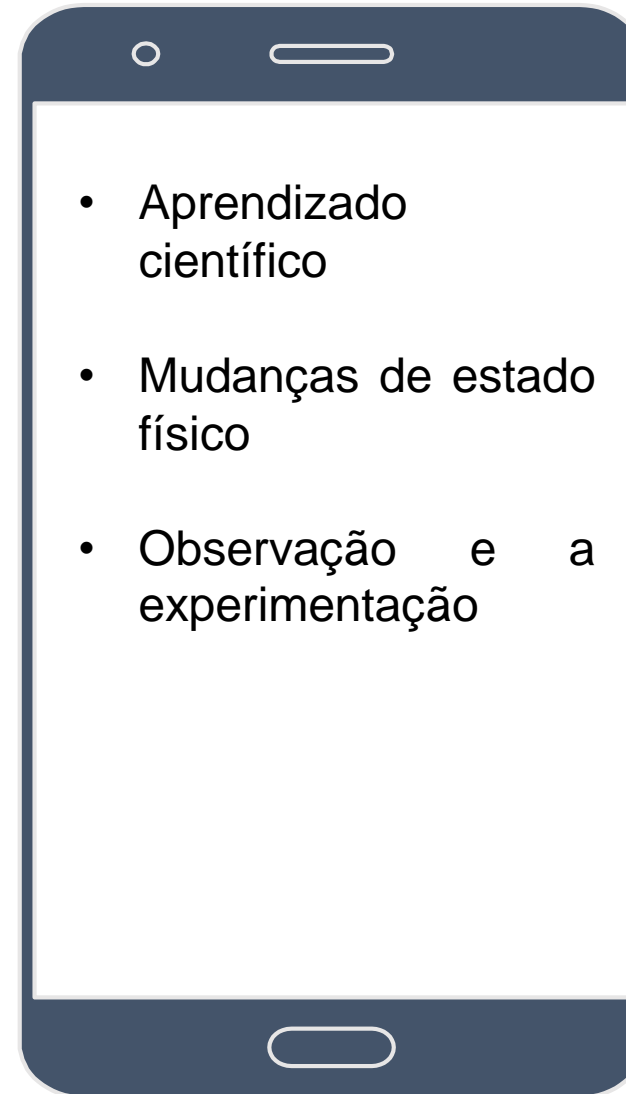 • Aprendizado
científico
• Mudanças de estado
físico
• Observação e a
experimentação